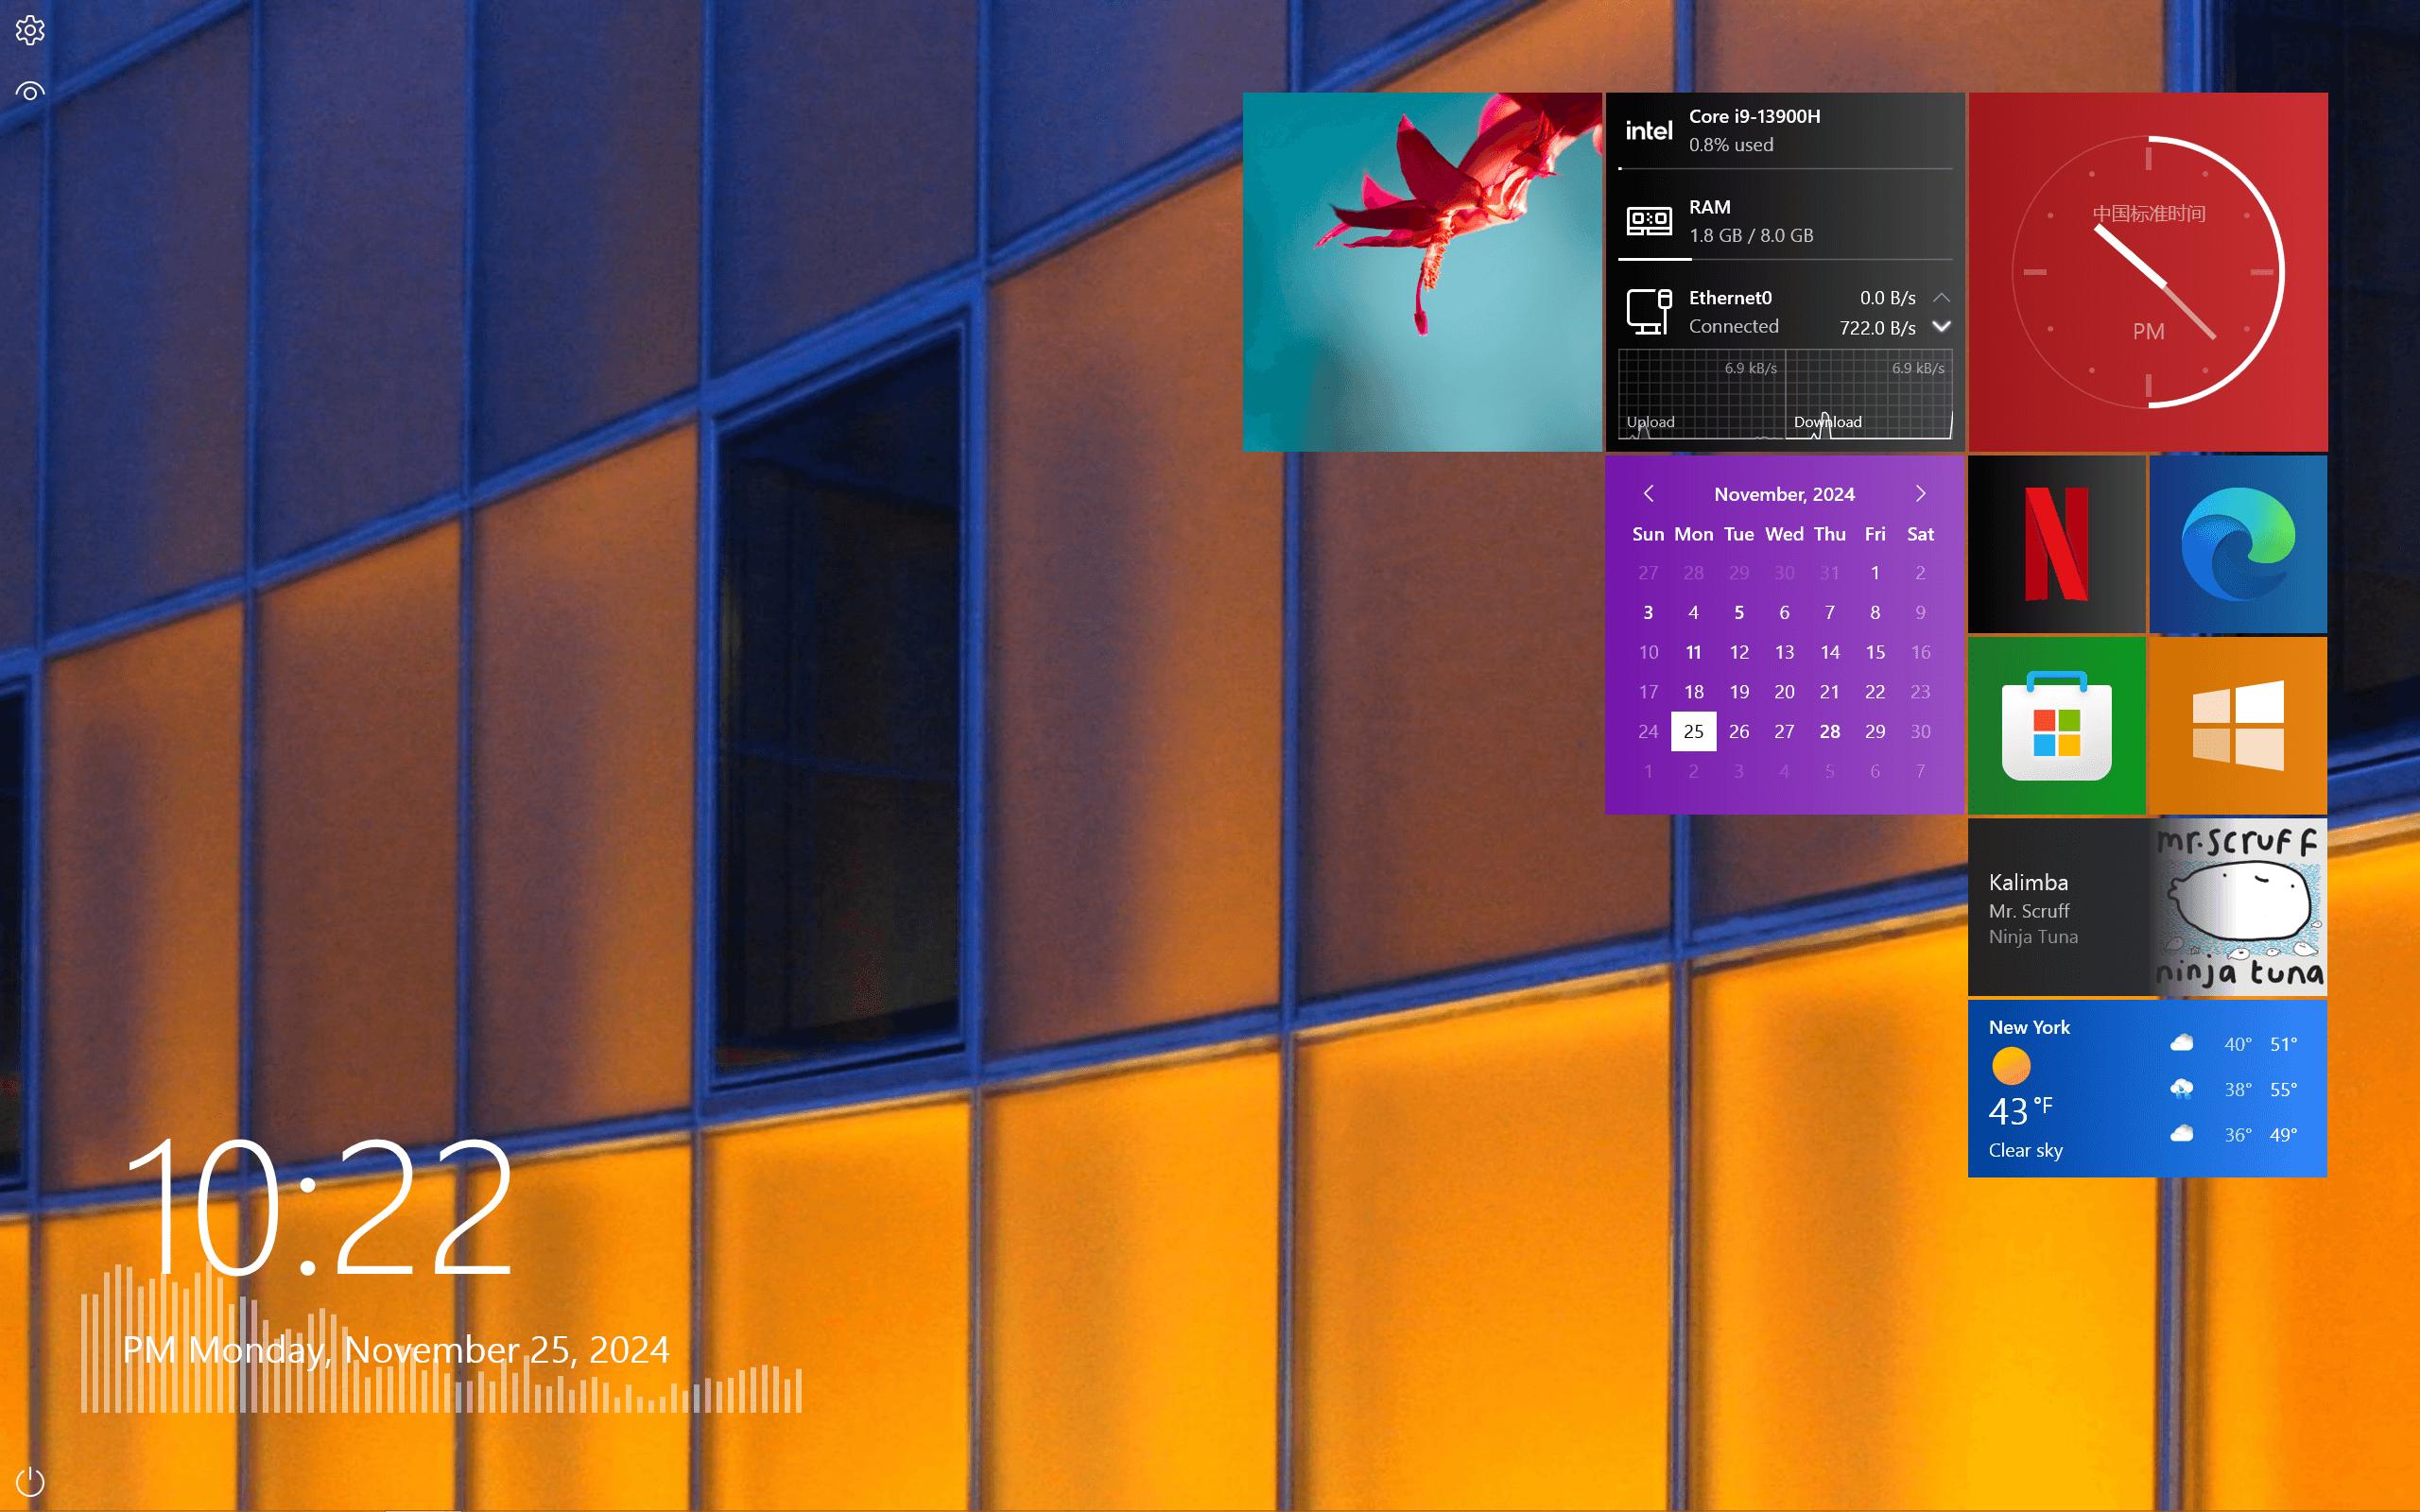 intel
Core i9-13900H
0.8% used
RAM
1.8 GB / 8.0 GB
Ethernet0
0.0 B/s
Connected
722.0 B/s
6.9 kB/s
6.9 kB/s
Upload
Download
中国标准时间
PM
November, 2024
Sun Mon Tue Wed Thu Fri Sat
27 28 29 30 31 1 2
3 4 5 6 7 8 9
10 11 12 13 14 15 16
17 18 19 20 21 22 23
24 25 26 27 28 29 30
1 2 3 4 5 6 7
N
Kalimba
Mr. Scruff
Ninja Tuna
mr.scruff
ninja tuna
New York
43 °F
Clear sky
40° 51°
38° 55°
36° 49°
10:22
PM Monday, November 25, 2024